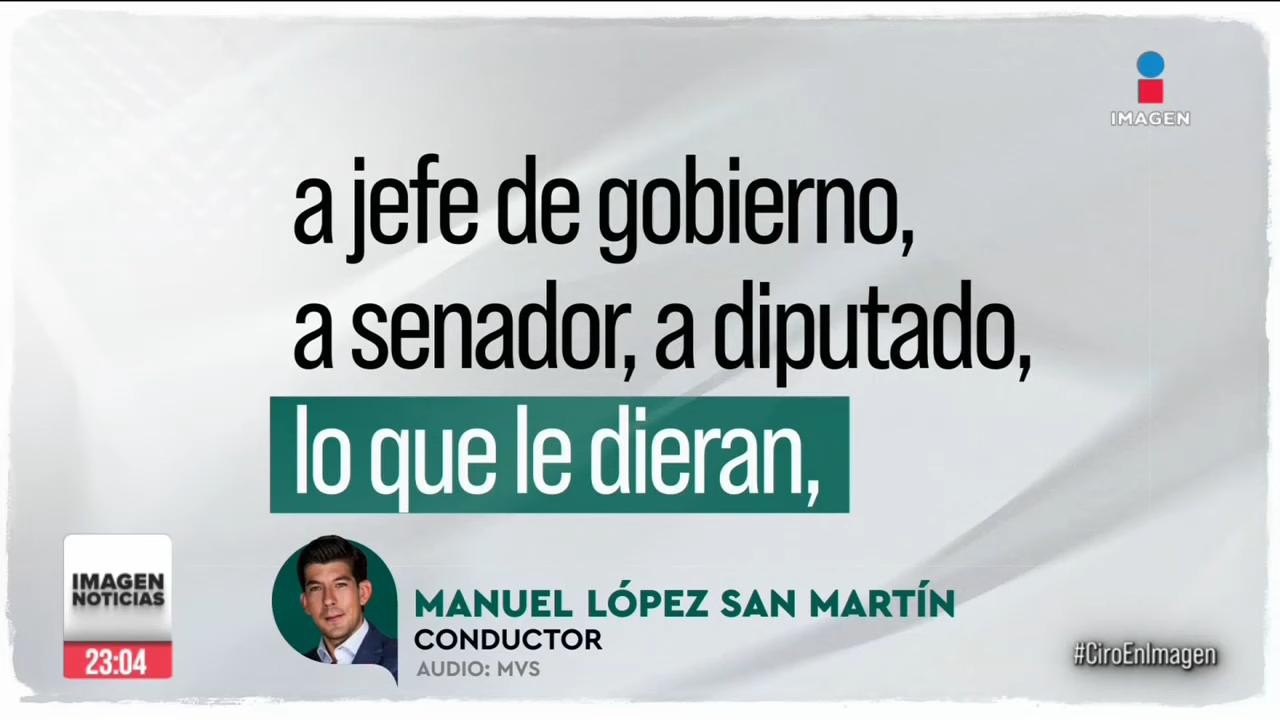 IMAGEN
a jefe de gobierno,
a senador, a diputado,
lo que le dieran,
IMAGEN
NOTICIAS
23:04
MANUEL LÓPEZ SAN MARTÍN
CONDUCTOR
AUDIO: MVS
#CiroEnImagen